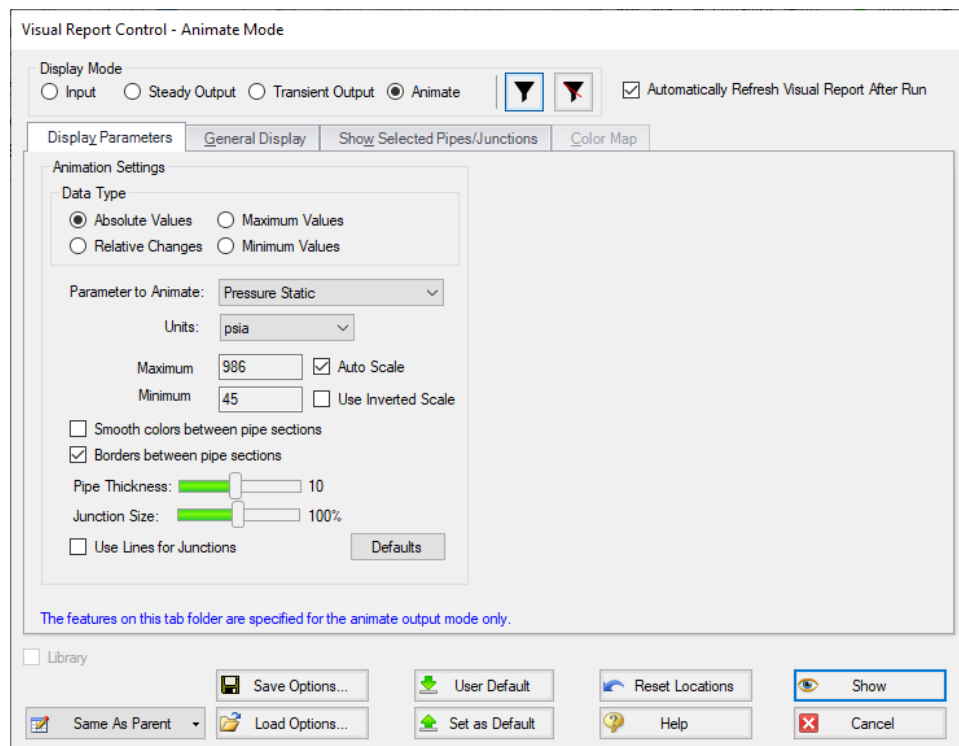 Visual Report Control - Animate Mode
Display Mode
Input Steady Output Transient Output Animate
Automatically Refresh Visual Report After Run
Display Parameters General Display Show Selected Pipes/Junctions Color Map
Animation Settings
Data Type
Absolute Values Maximum Values
Relative Changes Minimum Values
Parameter to Animate: Pressure Static
Units: psia
Maximum 986 Auto Scale
Minimum 45 Use Inverted Scale
Smooth colors between pipe sections
Borders between pipe sections
Pipe Thickness: 10
Junction Size: 100%
Use Lines for Junctions Defaults
The features on this tab folder are specified for the animate output mode only.
Library
Save Options... User Default Reset Locations Show
Same As Parent Load Options... Set as Default Help Cancel